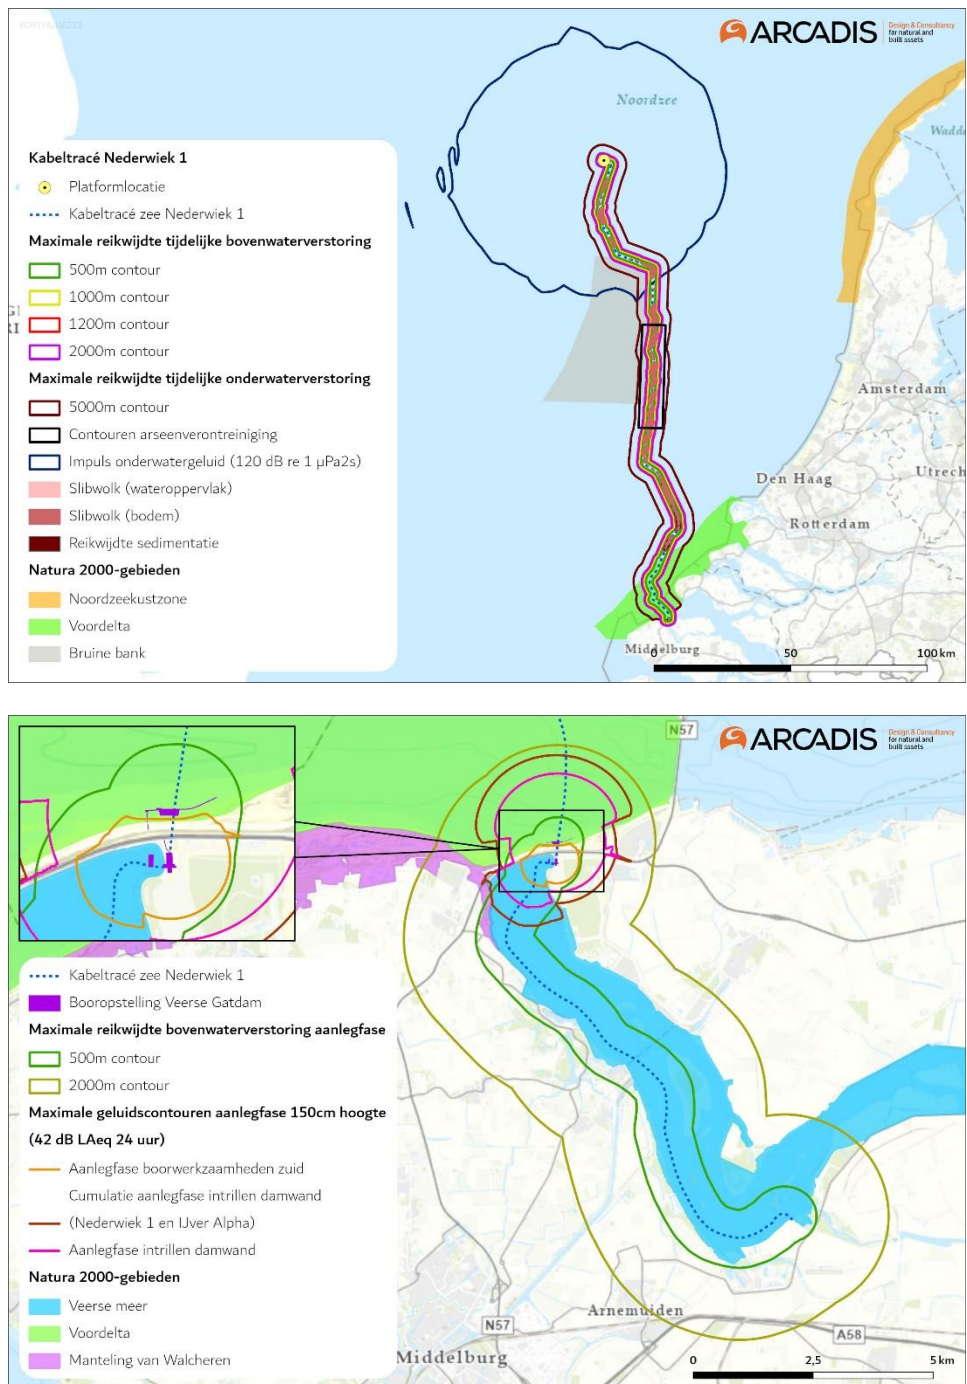 ARCADIS
Design & Consultancy
for natural and
built assets
Noordzee
Kabeltracé Nederwiek 1
Platformlocatie
Kabeltracé zee Nederwiek 1
Maximale reikwijdte tijdelijke bovenwaterverstoring
500m contour
1000m contour
1200m contour
2000m contour
Maximale reikwijdte tijdelijke onderwaterverstoring
5000m contour
Contouren arseenverontreiniging
Impuls onderwatergeluid (120 dB re 1 µPa2s)
Slibwolk (wateroppervlak)
Slibwolk (bodem)
Reikwijdte sedimentatie
Natura 2000-gebieden
Noordzeekustzone
Voordelta
Bruine bank
Wadd
Amsterdam
Utrech
Den Haag
Rotterdam
Middelburg
0 50 100 km
N57
ARCADIS
Design & Consultancy
for natural and
built assets
Kabeltracé zee Nederwiek 1
Booropstelling Veerse Gatdam
Maximale reikwijdte bovenwaterverstoring aanlegfase
500m contour
2000m contour
Maximale geluidscontouren aanlegfase 150cm hoogte
(42 dB LAeq 24 uur)
Aanlegfase boorwerkzaamheden zuid
Cumulatie aanlegfase intrillen damwand
(Nederwiek 1 en IJver Alpha)
Aanlegfase intrillen damwand
Natura 2000-gebieden
Veerse meer
Voordelta
Manteling van Walcheren
Arnemuiden
N57
A58
Middelburg
0 2,5 5 km